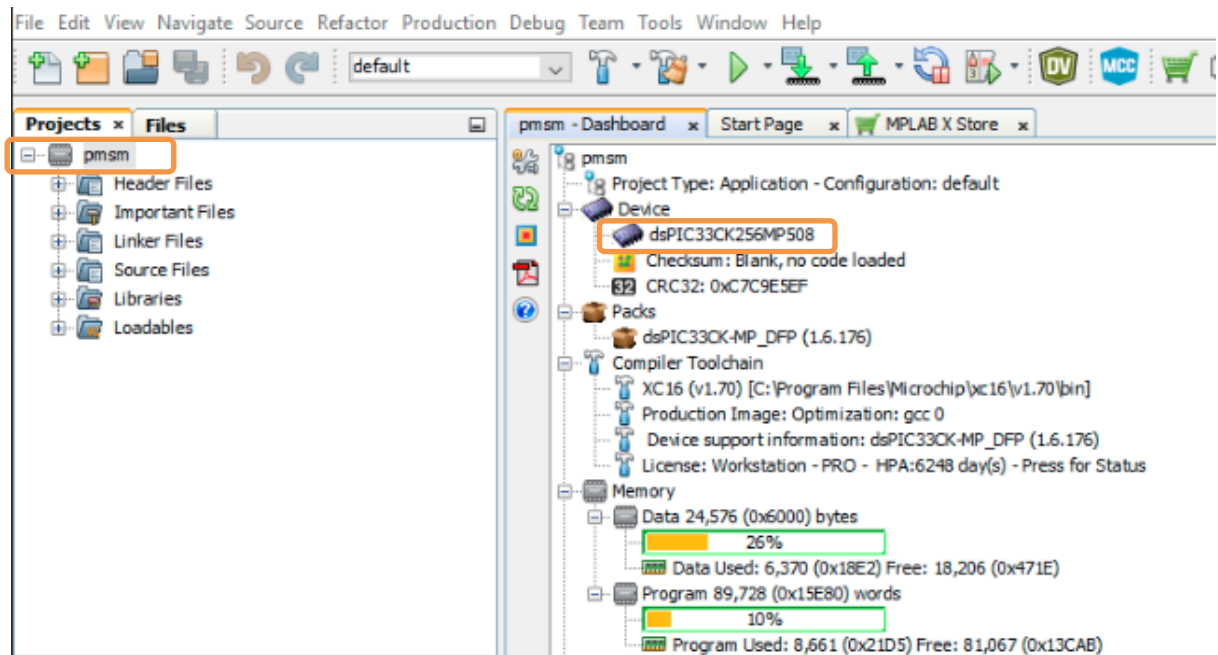 File Edit View Navigate Source Refactor Production Debug Team Tools Window Help
default
DV
MCC
Projects
Files
pmsm - Dashboard
Start Page
MPLAB X Store
pmsm
Header Files
Important Files
Linker Files
Source Files
Libraries
Loadables
pmsm
Project Type: Application - Configuration: default
Device
dsPIC33CK256MP508
Checksum: Blank, no code loaded
32 CRC32: 0xC7C9E5EF
Packs
dsPIC33CK-MP_DFP (1.6.176)
Compiler Toolchain
XC16 (v1.70) [C:\Program Files\Microchip\xc16\v1.70\bin]
Production Image: Optimization: gcc 0
Device support information: dsPIC33CK-MP_DFP (1.6.176)
License: Workstation - PRO - HPA:6248 day(s) - Press for Status
Memory
Data 24,576 (0x6000) bytes
26%
Data Used: 6,370 (0x18E2) Free: 18,206 (0x471E)
Program 89,728 (0x15E80) words
10%
Program Used: 8,661 (0x21D5) Free: 81,067 (0x13CAB)